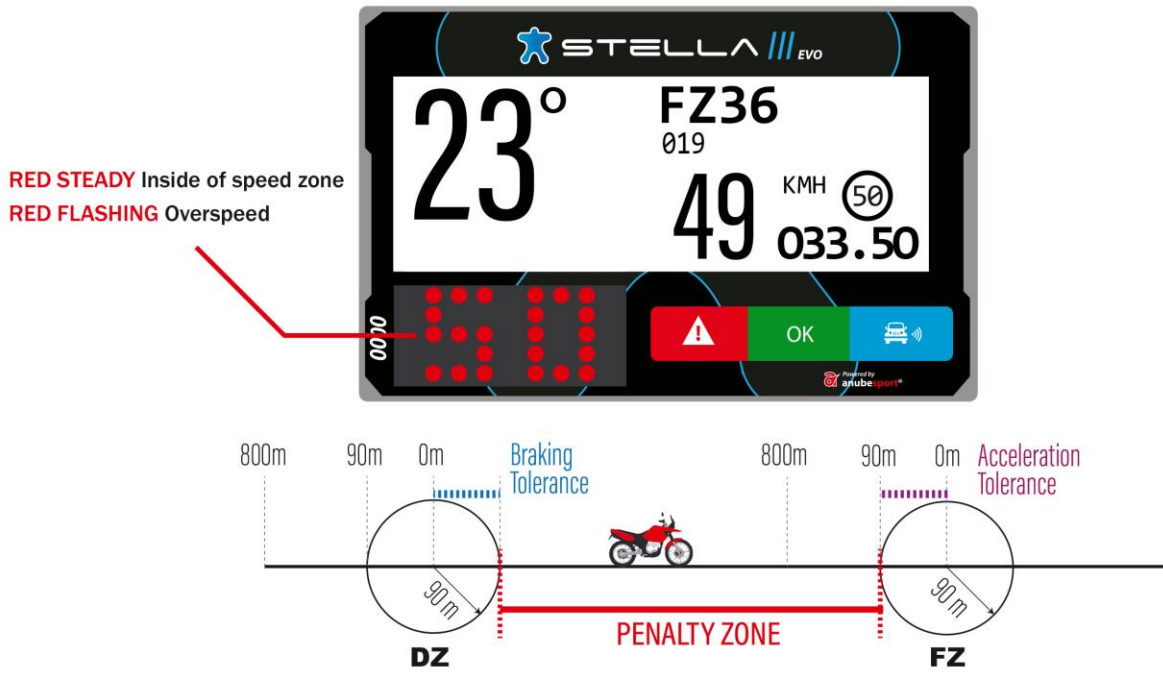 STELLA III EVO
23° FZ36
019
49 KMH 50
033.50
RED STEADY Inside of speed zone
RED FLASHING Overspeed
0000
50
OK
Powered by
anubesport®
800m 90m 0m Braking Tolerance 800m 90m 0m Acceleration Tolerance
90 m
90 m
PENALTY ZONE
DZ
FZ